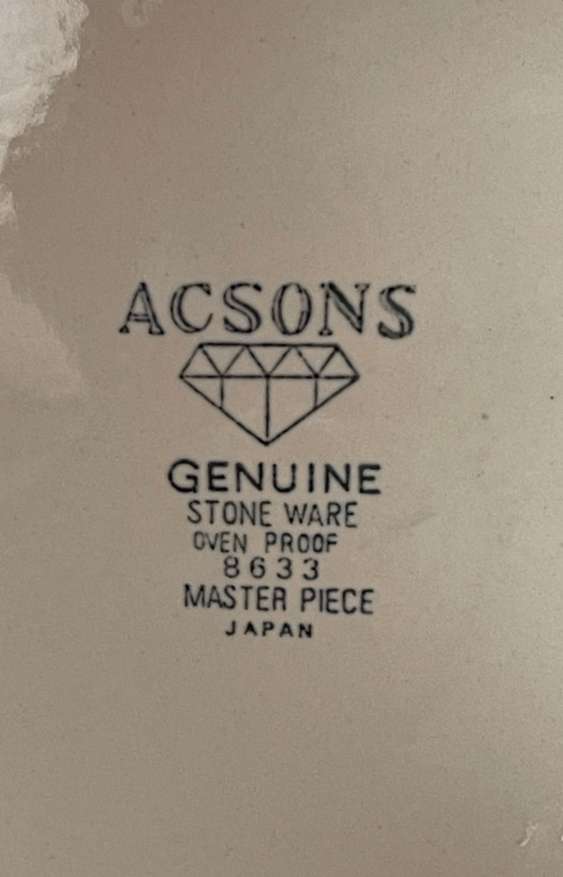 ACSONS
GENUINE
STONE WARE
OVEN PROOF
8633
MASTER PIECE
JAPAN